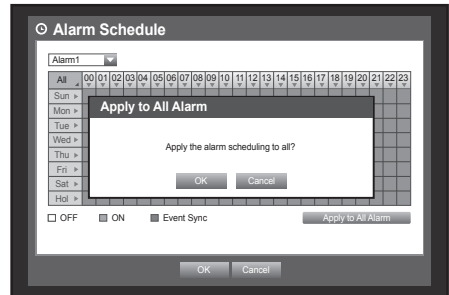 Alarm Schedule
Alarm1
All 00 01 02 03 04 05 06 07 08 09 10 11 12 13 14 15 16 17 18 19 20 21 22 23
Sun
Mon
Apply to All Alarm
Tue
Wed
Apply the alarm scheduling to all?
Thu
Fri
OK Cancel
Sat
Hol
OFF ON Event Sync Apply to All Alarm
OK Cancel